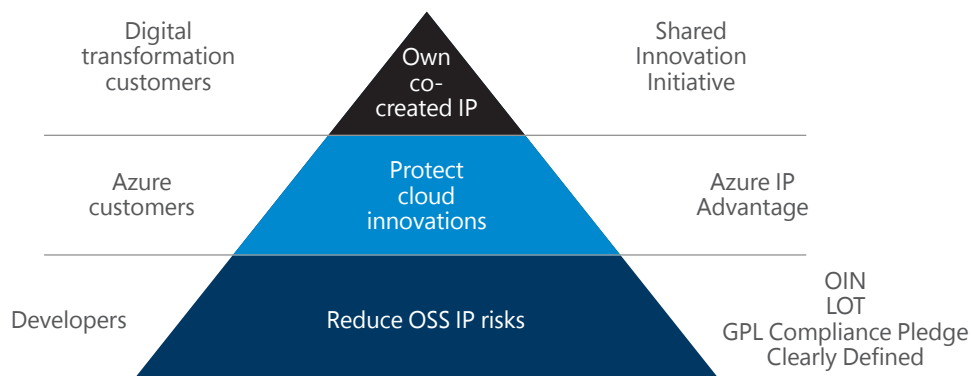 Digital
transformation
customers
Own
co-
created IP
Shared
Innovation
Initiative
Azure
customers
Protect
cloud
innovations
Azure IP
Advantage
Developers
Reduce OSS IP risks
OIN
LOT
GPL Compliance Pledge
Clearly Defined